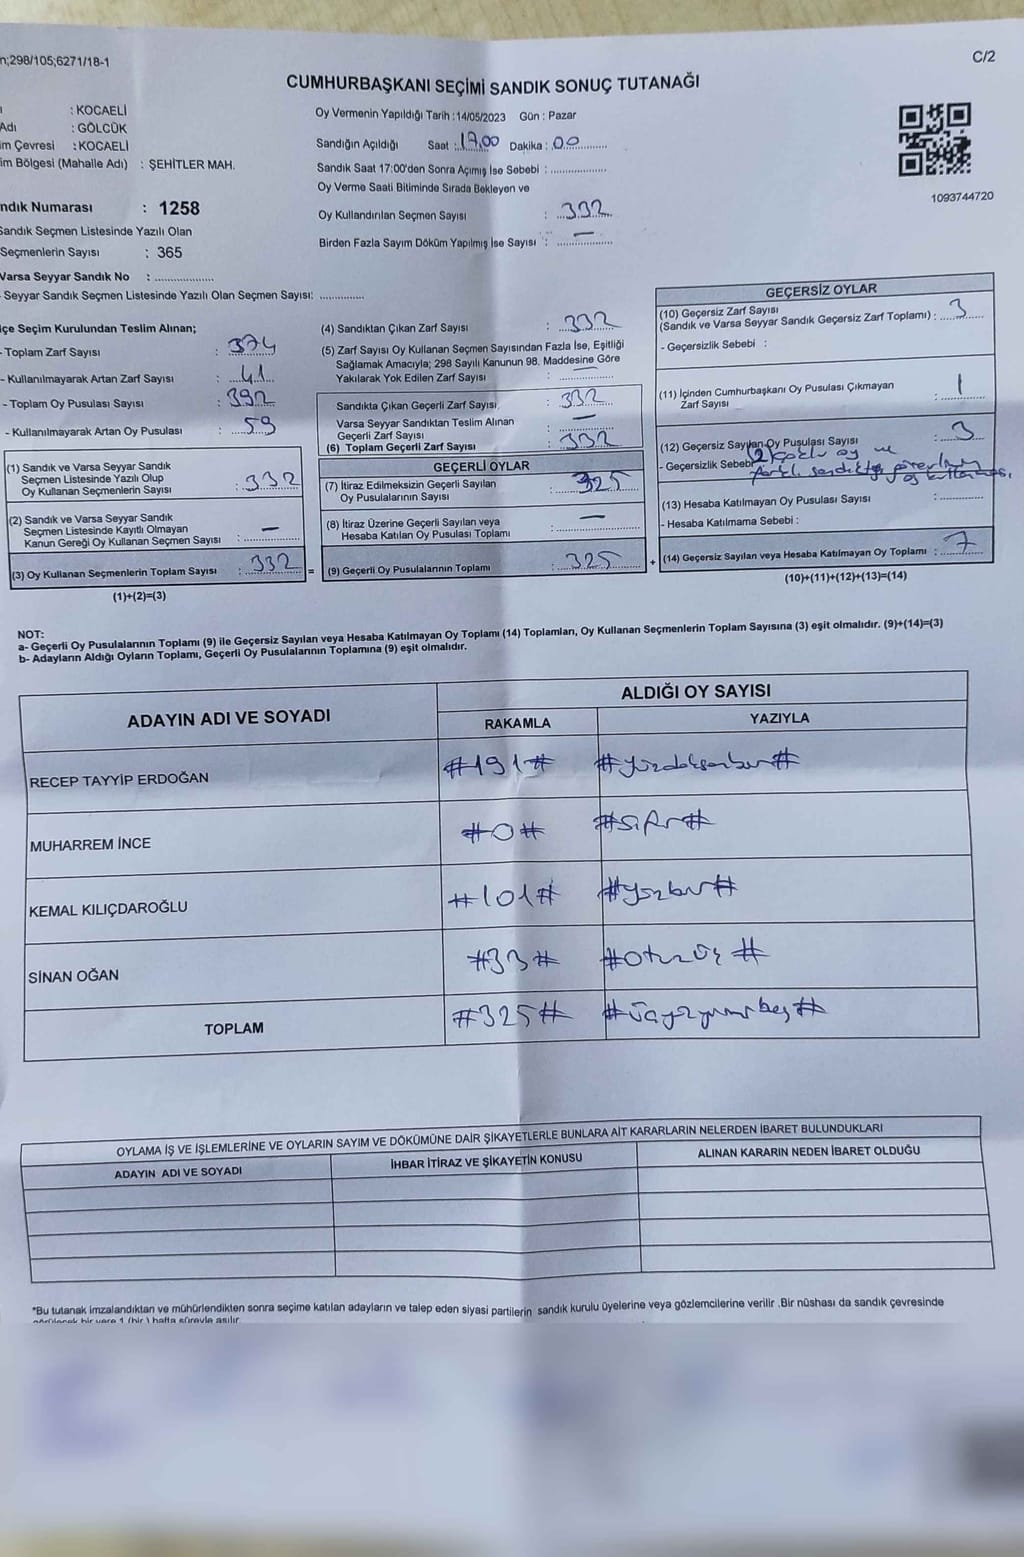 n;298/105;6271/18-1
C/2
CUMHURBAŞKANI SEÇİMİ SANDIK SONUÇ TUTANAĞI
ı : KOCAELİ
Adı : GÖLCÜK
im Çevresi : KOCAELİ
im Bölgesi (Mahalle Adı) : ŞEHİTLER MAH.
ndık Numarası : 1258
Sandık Seçmen Listesinde Yazılı Olan
Seçmenlerin Sayısı : 365
Varsa Seyyar Sandık No : ..................
Seyyar Sandık Seçmen Listesinde Yazılı Olan Seçmen Sayısı: ..............
Oy Vermenin Yapıldığı Tarih :14/05/2023 Gün : Pazar
Sandığın Açıldığı Saat : 17,00 Dakika : 00
Sandık Saat 17:00'den Sonra Açımış İse Sebebi : ..................
Oy Verme Saati Bitiminde Sırada Bekleyen ve
Oy Kullandırılan Seçmen Sayısı : 332
Birden Fazla Sayım Döküm Yapılmış İse Sayısı : —
1093744720
içe Seçim Kurulundan Teslim Alınan;
- Toplam Zarf Sayısı : 374
- Kullanılmayarak Artan Zarf Sayısı : 41
- Toplam Oy Pusulası Sayısı : 392
- Kullanılmayarak Artan Oy Pusulası : 59
(1) Sandık ve Varsa Seyyar Sandık
Seçmen Listesinde Yazılı Olup
Oy Kullanan Seçmenlerin Sayısı : 332
(2) Sandık ve Varsa Seyyar Sandık
Seçmen Listesinde Kayıtlı Olmayan
Kanun Gereği Oy Kullanan Seçmen Sayısı : —
(3) Oy Kullanan Seçmenlerin Toplam Sayısı : 332 =
(1)+(2)=(3)
(4) Sandıktan Çıkan Zarf Sayısı : 332
(5) Zarf Sayısı Oy Kullanan Seçmen Sayısından Fazla İse, Eşitliği
Sağlamak Amacıyla; 298 Sayılı Kanunun 98. Maddesine Göre
Yakılarak Yok Edilen Zarf Sayısı : —
Sandıkta Çıkan Geçerli Zarf Sayısı : 332
Varsa Seyyar Sandıktan Teslim Alınan
Geçerli Zarf Sayısı : —
(6) Toplam Geçerli Zarf Sayısı : 332
GEÇERLİ OYLAR
(7) İtiraz Edilmeksizin Geçerli Sayılan
Oy Pusulalarının Sayısı : 325
(8) İtiraz Üzerine Geçerli Sayılan veya
Hesaba Katılan Oy Pusulası Toplamı : —
(9) Geçerli Oy Pusulalarının Toplamı : 325 +
GEÇERSİZ OYLAR
(10) Geçersiz Zarf Sayısı
(Sandık ve Varsa Seyyar Sandık Geçersiz Zarf Toplamı) : 3
- Geçersizlik Sebebi :
(11) İçinden Cumhurbaşkanı Oy Pusulası Çıkmayan
Zarf Sayısı : 1
(12) Geçersiz Sayılan Oy Pusulası Sayısı : 3
- Geçersizlik Sebebi (2) çoklu oy ve
farklı sandıkta görevlinin
oy kullanması.
(13) Hesaba Katılmayan Oy Pusulası Sayısı : ............
- Hesaba Katılmama Sebebi :
(14) Geçersiz Sayılan veya Hesaba Katılmayan Oy Toplamı : 7
(10)+(11)+(12)+(13)=(14)
NOT:
a- Geçerli Oy Pusulalarının Toplamı (9) ile Geçersiz Sayılan veya Hesaba Katılmayan Oy Toplamı (14) Toplamları, Oy Kullanan Seçmenlerin Toplam Sayısına (3) eşit olmalıdır. (9)+(14)=(3)
b- Adayların Aldığı Oyların Toplamı, Geçerli Oy Pusulalarının Toplamına (9) eşit olmalıdır.
ADAYIN ADI VE SOYADI ALDIĞI OY SAYISI
RAKAMLA YAZIYLA
RECEP TAYYİP ERDOĞAN #191# #yüzdoksanbir#
MUHARREM İNCE #0# #sıfır#
KEMAL KILIÇDAROĞLU #101# #yüzbir#
SİNAN OĞAN #33# #otuzüç#
TOPLAM #325# #üçyüzyirmibeş#
OYLAMA İŞ VE İŞLEMLERİNE VE OYLARIN SAYIM VE DÖKÜMÜNE DAİR ŞİKAYETLERLE BUNLARA AİT KARARLARIN NELERDEN İBARET BULUNDUKLARI
ADAYIN ADI VE SOYADI İHBAR İTİRAZ VE ŞİKAYETİN KONUSU ALINAN KARARIN NEDEN İBARET OLDUĞU
*Bu tutanak imzalandıktan ve mühürlendikten sonra seçime katılan adayların ve talep eden siyasi partilerin sandık kurulu üyelerine veya gözlemcilerine verilir .Bir nüshası da sandık çevresinde
görülecek bir yere 1 (bir ) hafta süreyle asılır.